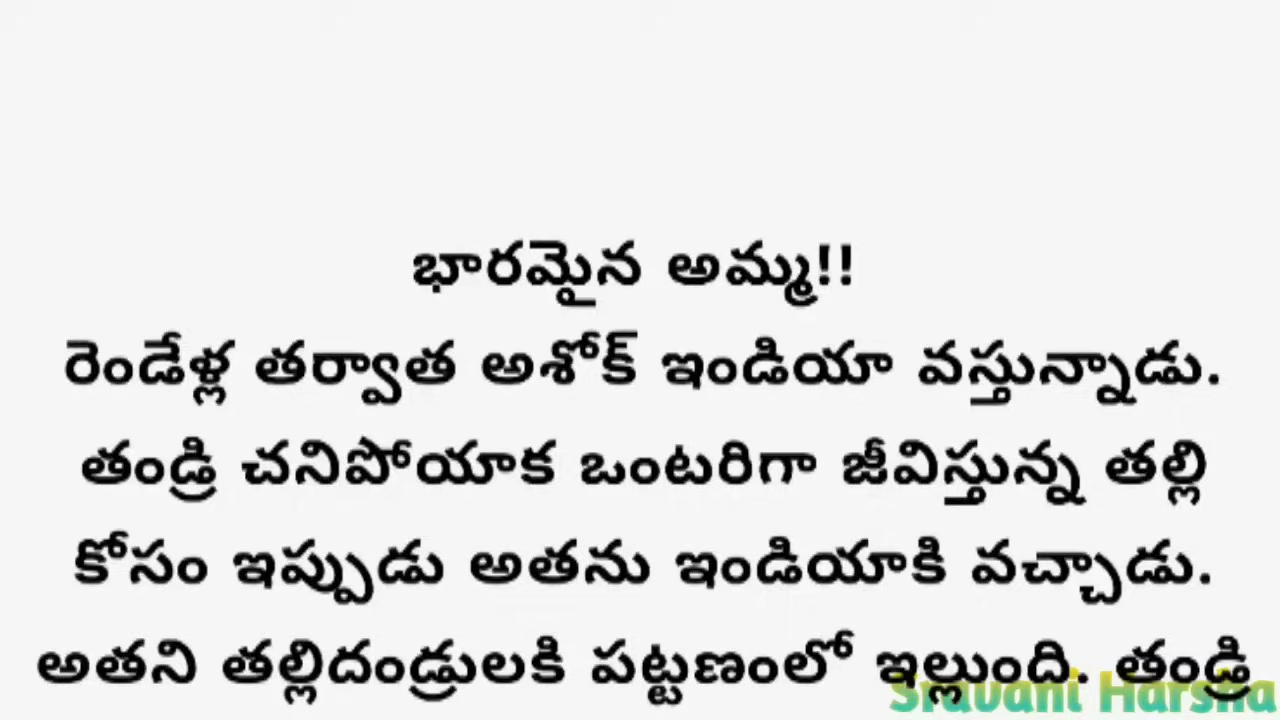 భారమైన అమ్మ!!
రెండేళ్ల తర్వాత అశోక్ ఇండియా వస్తున్నాడు.
తండ్రి చనిపోయాక ఒంటరిగా జీవిస్తున్న తల్లి
కోసం ఇప్పుడు అతను ఇండియాకి వచ్చాడు.
అతని తల్లిదండ్రులకి పట్టణంలో ఇల్లుంది. తండ్రి
Sravani Harsha